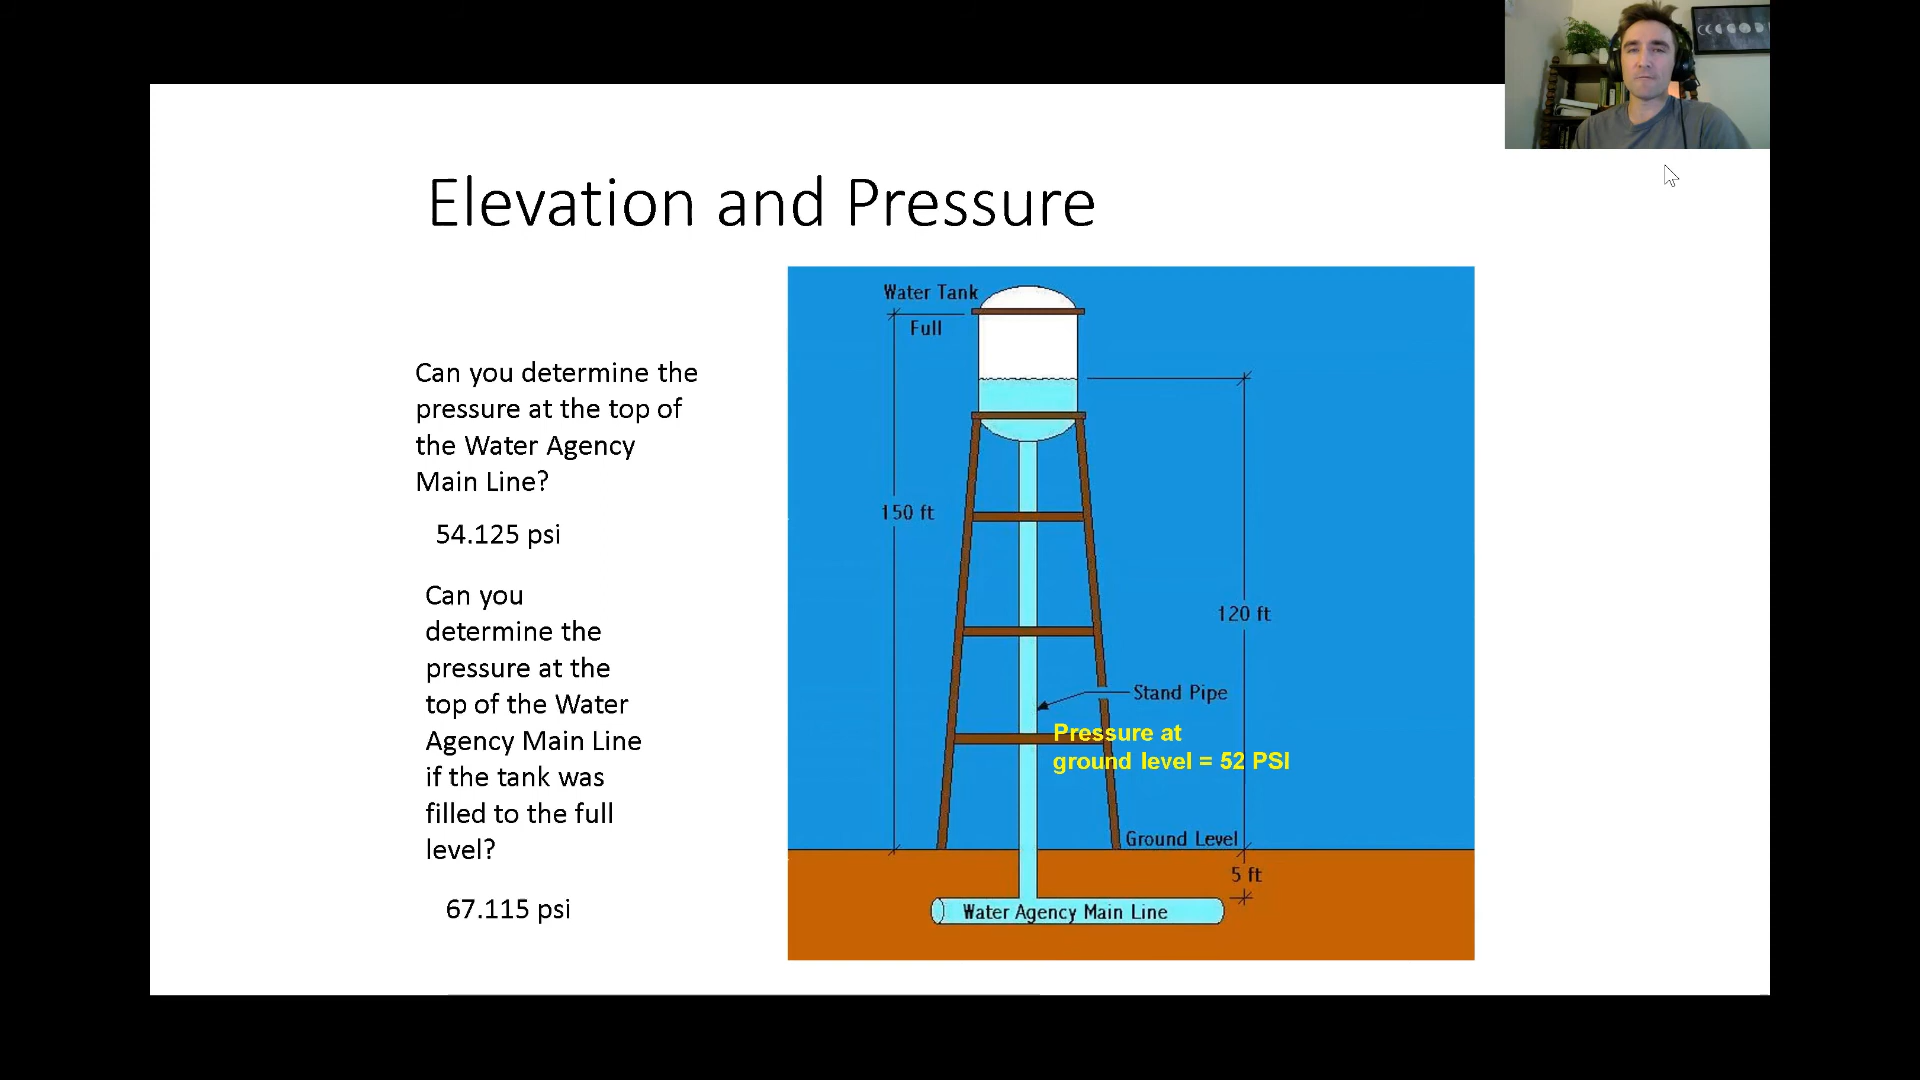 Elevation and Pressure
Can you determine the
pressure at the top of
the Water Agency
Main Line?
54.125 psi
Can you
determine the
pressure at the
top of the Water
Agency Main Line
if the tank was
filled to the full
level?
67.115 psi
Water Tank
Full
150 ft
120 ft
Stand Pipe
Pressure at
ground level = 52 PSI
Ground Level
5 ft
Water Agency Main Line